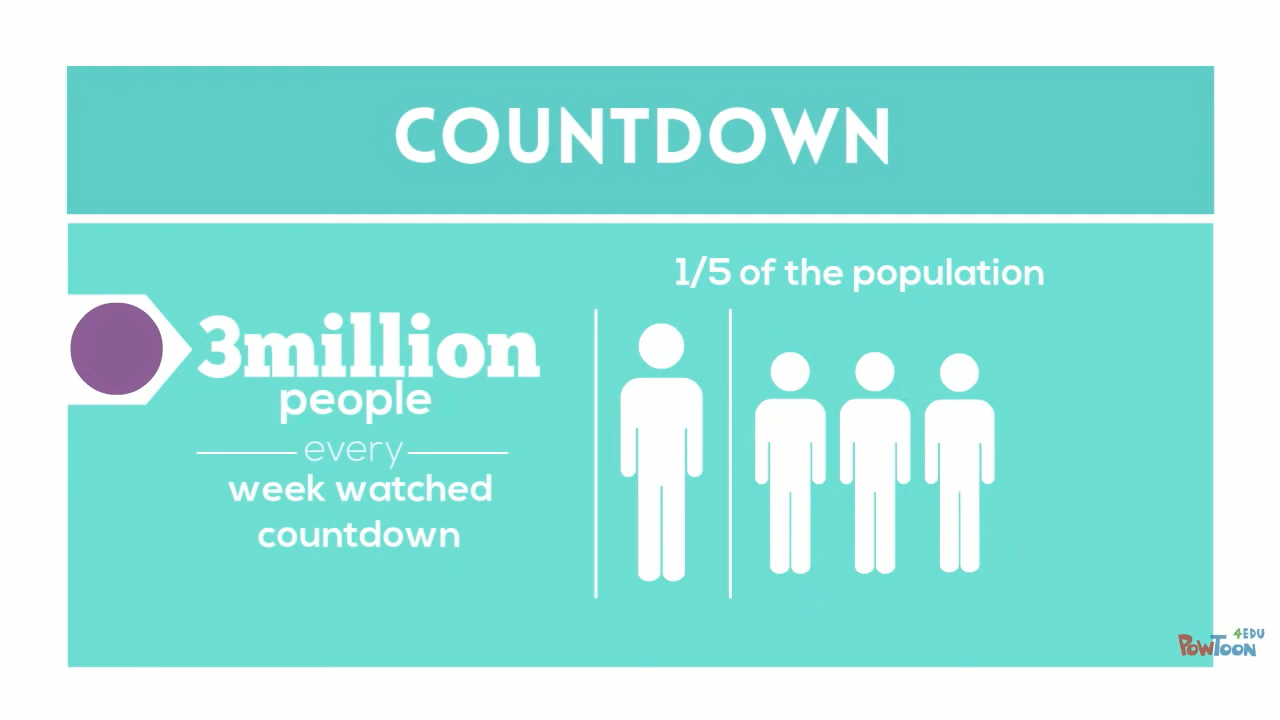 COUNTDOWN
1/5 of the population
3million
people
every
week watched
countdown
4EDU
POWTOON